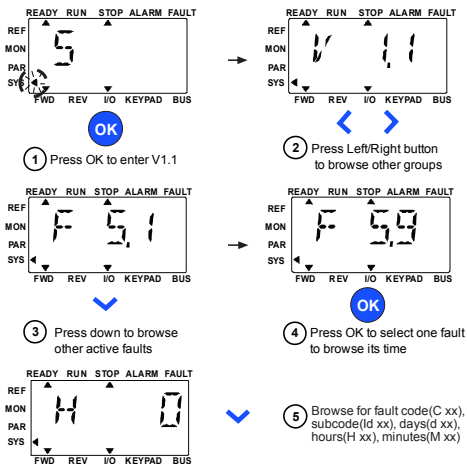 READY RUN STOP ALARM FAULT
REF
MON
PAR
SYS
S
FWD REV I/O KEYPAD BUS
OK
1 Press OK to enter V1.1
READY RUN STOP ALARM FAULT
REF
MON
PAR
SYS
V 1.1
FWD REV I/O KEYPAD BUS
2 Press Left/Right button
to browse other groups
READY RUN STOP ALARM FAULT
REF
MON
PAR
SYS
F 5.1
FWD REV I/O KEYPAD BUS
3 Press down to browse
other active faults
READY RUN STOP ALARM FAULT
REF
MON
PAR
SYS
F 5.9
FWD REV I/O KEYPAD BUS
OK
4 Press OK to select one fault
to browse its time
READY RUN STOP ALARM FAULT
REF
MON
PAR
SYS
H 0
FWD REV I/O KEYPAD BUS
5 Browse for fault code(C xx),
subcode(Id xx), days(d xx),
hours(H xx), minutes(M xx)